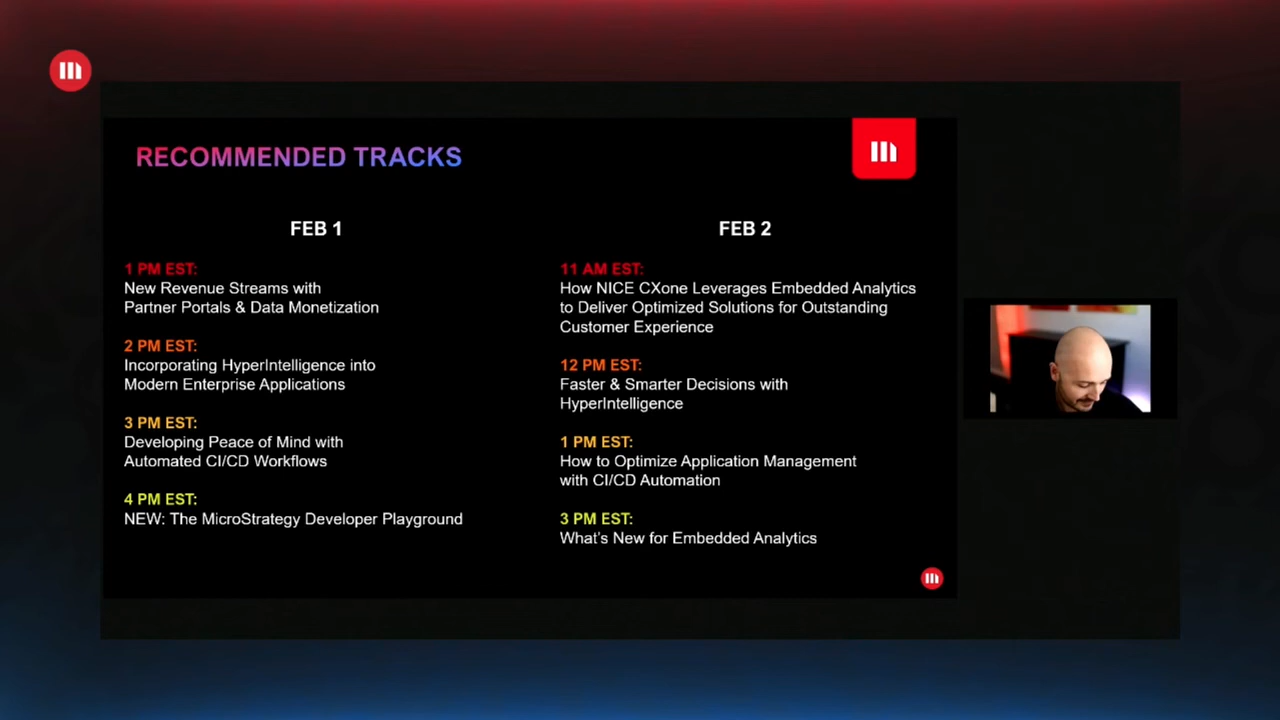 RECOMMENDED TRACKS
FEB 1
1 PM EST:
New Revenue Streams with
Partner Portals & Data Monetization
2 PM EST:
Incorporating HyperIntelligence into
Modern Enterprise Applications
3 PM EST:
Developing Peace of Mind with
Automated CI/CD Workflows
4 PM EST:
NEW: The MicroStrategy Developer Playground
FEB 2
11 AM EST:
How NICE CXone Leverages Embedded Analytics
to Deliver Optimized Solutions for Outstanding
Customer Experience
12 PM EST:
Faster & Smarter Decisions with
HyperIntelligence
1 PM EST:
How to Optimize Application Management
with CI/CD Automation
3 PM EST:
What's New for Embedded Analytics